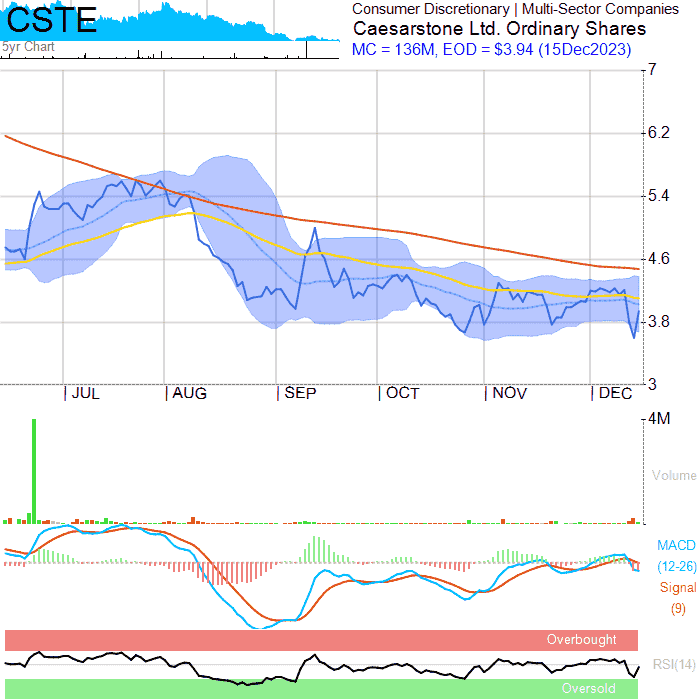 CSTE
5yr Chart
Consumer Discretionary | Multi-Sector Companies
Caesarstone Ltd. Ordinary Shares
MC = 136M, EOD = $3.94 (15Dec2023)
7
6.2
5.4
4.6
3.8
3
JUL AUG SEP OCT NOV DEC
4M
Volume
MACD
(12-26)
Signal
(9)
Overbought
RSI(14)
Oversold